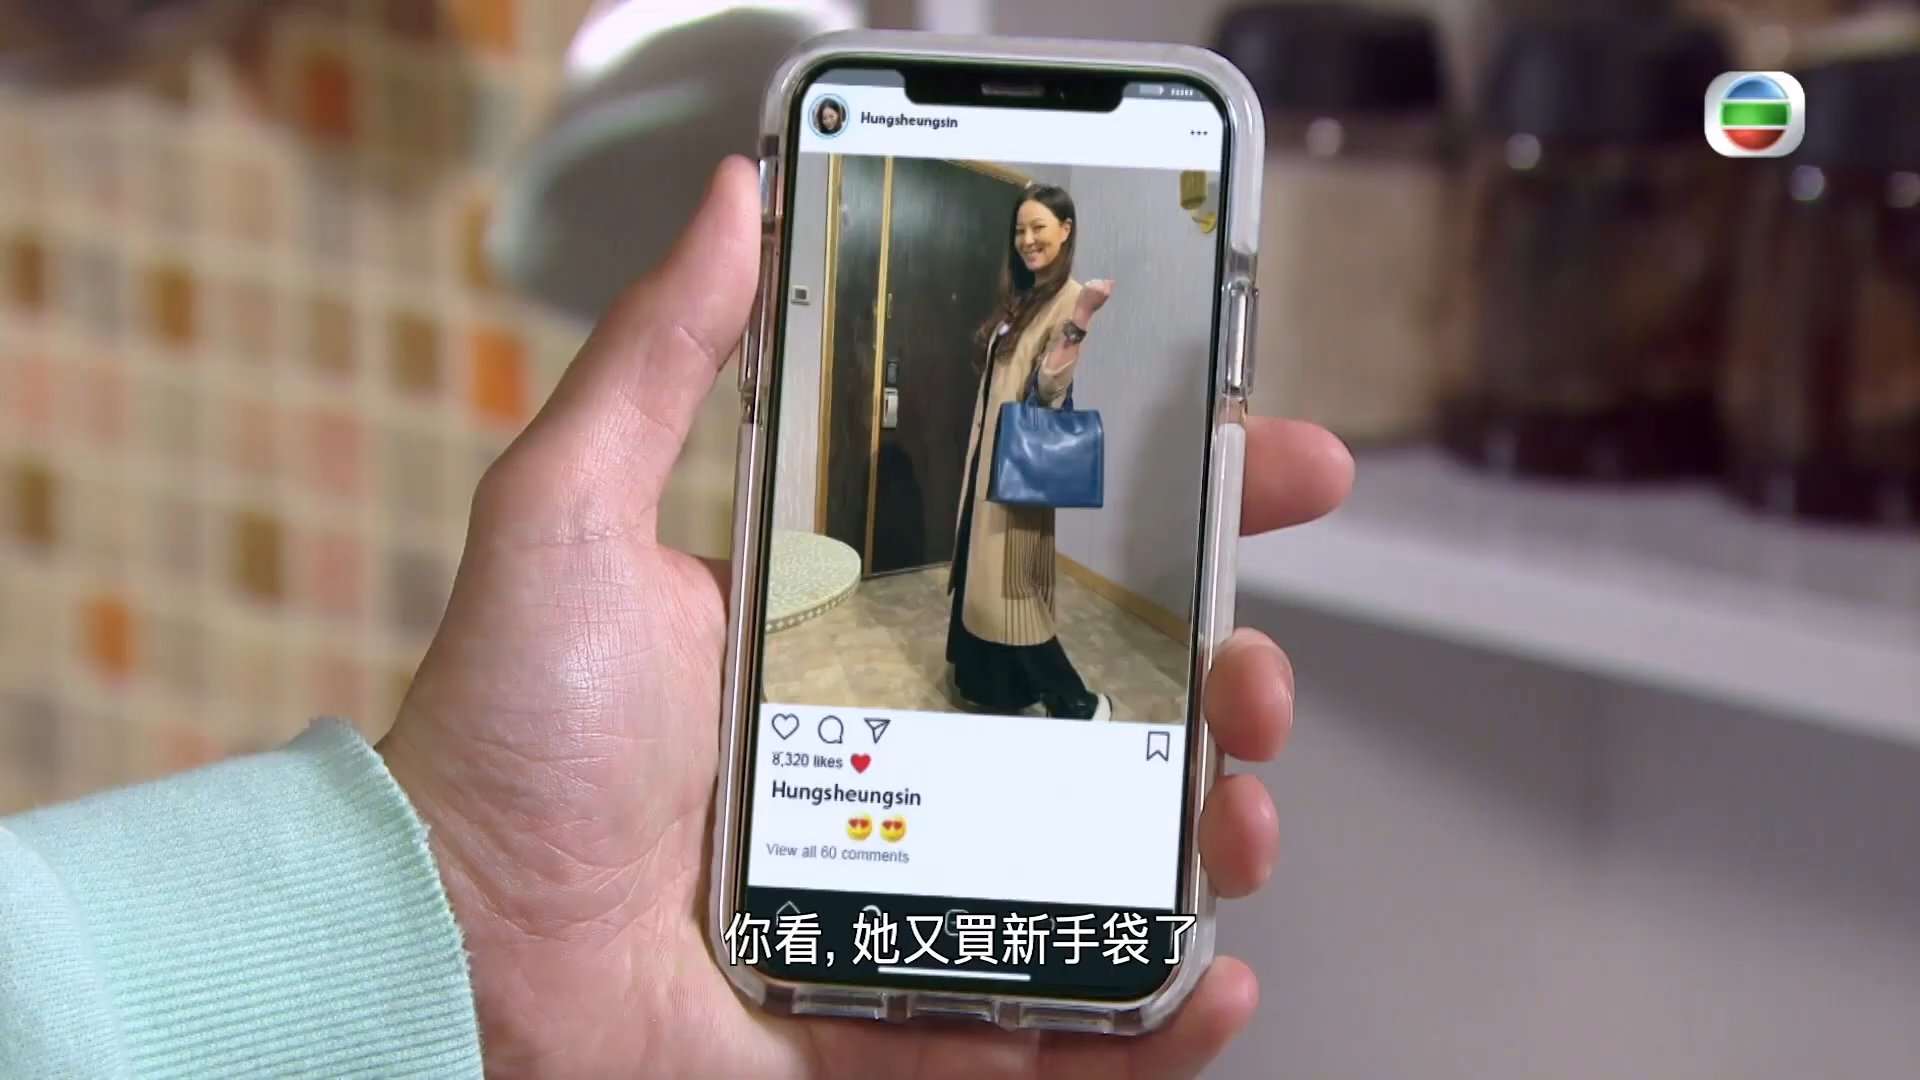 Hungsheungsin
8,320 likes
Hungsheungsin
View all 60 comments
你看, 她又買新手袋了